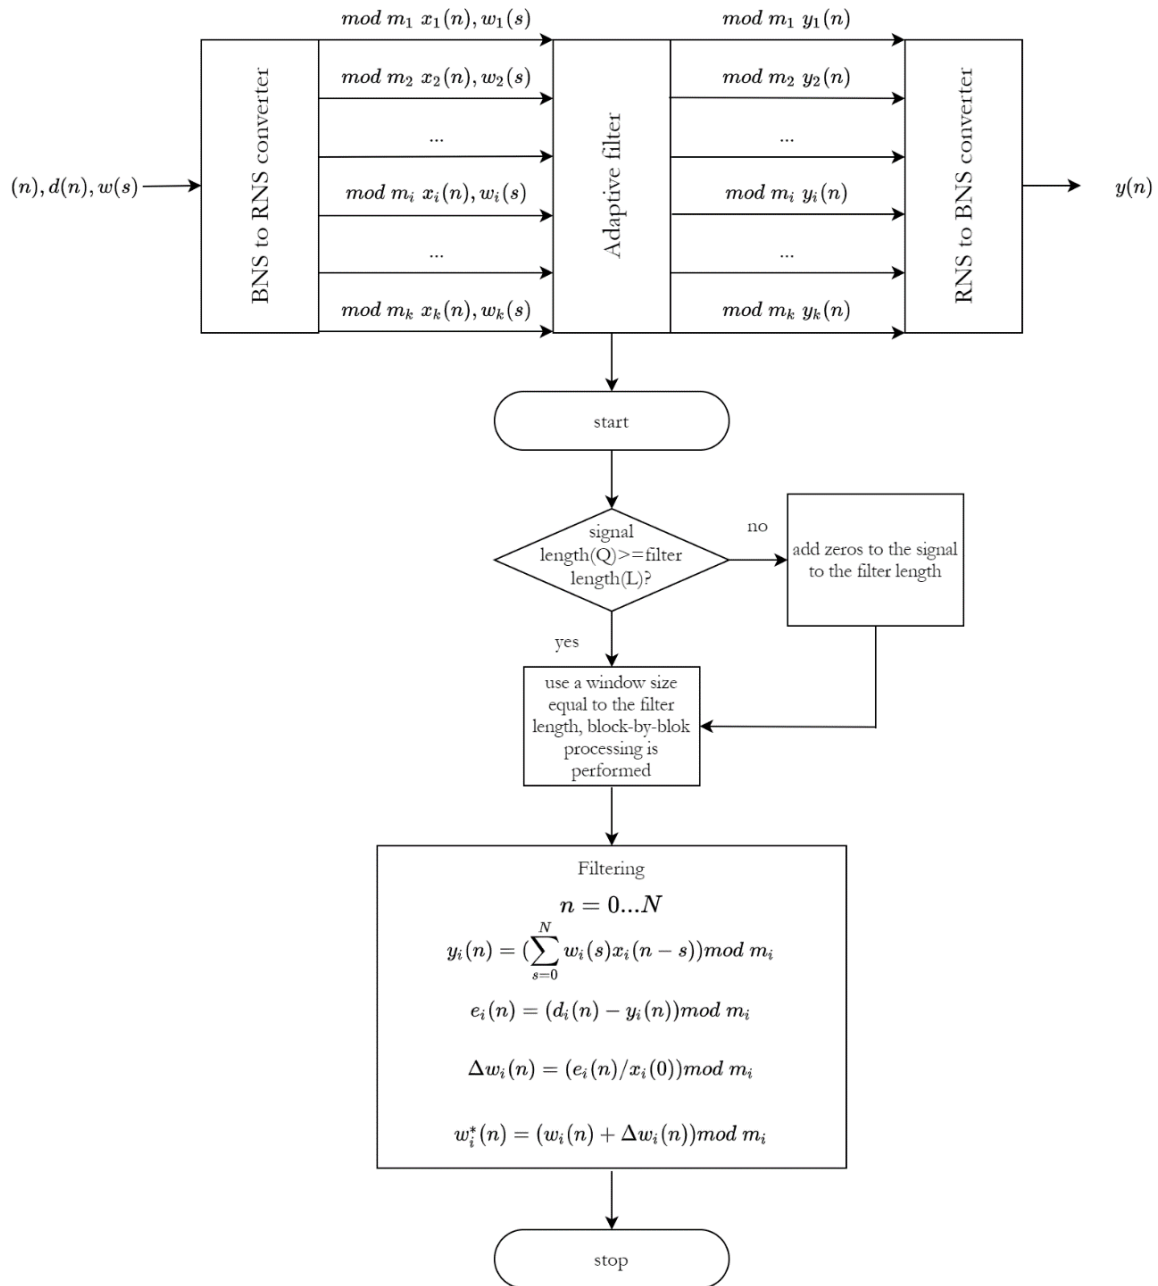 mod m₁ x₁(n), w₁(s)
mod m₁ y₁(n)
mod m₂ x₂(n), w₂(s)
mod m₂ y₂(n)
...
...
(n), d(n), w(s)
BNS to RNS converter
mod mᵢ xᵢ(n), wᵢ(s)
Adaptive filter
mod mᵢ yᵢ(n)
RNS to BNS converter
y(n)
...
...
mod mₖ xₖ(n), wₖ(s)
mod mₖ yₖ(n)
start
signal
length(Q)>=filter
length(L)?
no
add zeros to the signal
to the filter length
yes
use a window size
equal to the filter
length, block-by-blok
processing is
performed
Filtering
n = 0...N
yᵢ(n) = (∑_{s=0}^{N} wᵢ(s)xᵢ(n − s))mod mᵢ
eᵢ(n) = (dᵢ(n) − yᵢ(n))mod mᵢ
Δwᵢ(n) = (eᵢ(n)/xᵢ(0))mod mᵢ
wᵢ*(n) = (wᵢ(n) + Δwᵢ(n))mod mᵢ
stop